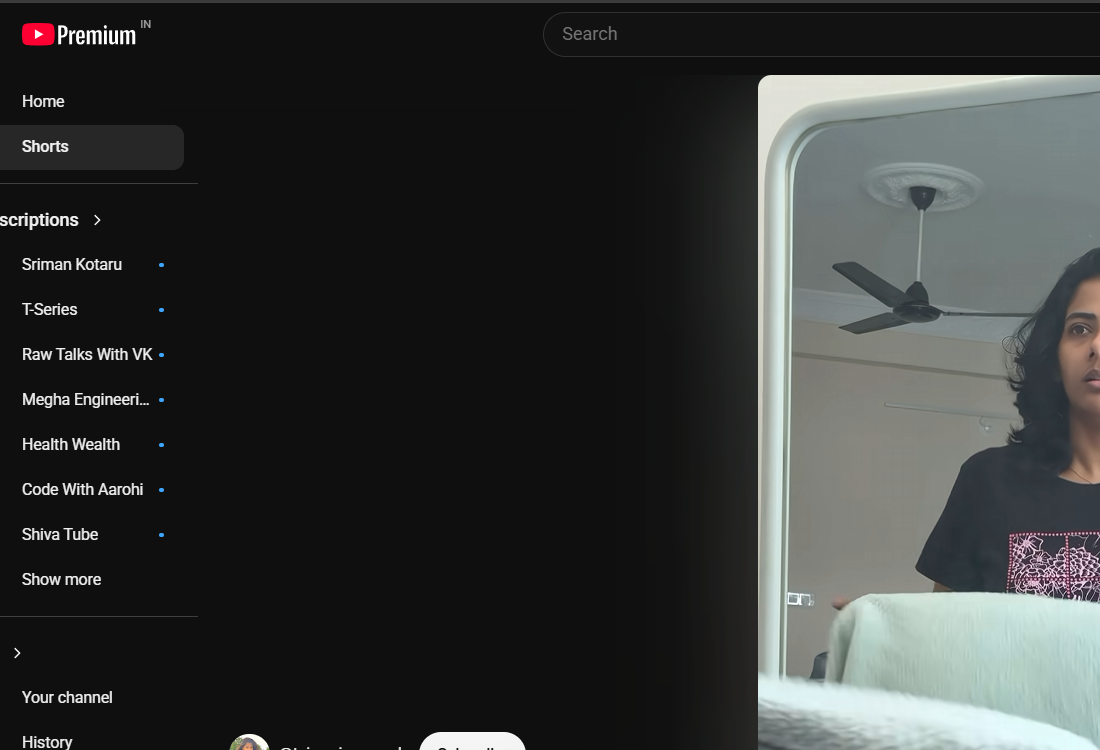 Premium IN
Search
Home
Shorts
scriptions
Sriman Kotaru
T-Series
Raw Talks With VK
Megha Engineeri...
Health Wealth
Code With Aarohi
Shiva Tube
Show more
Your channel
History